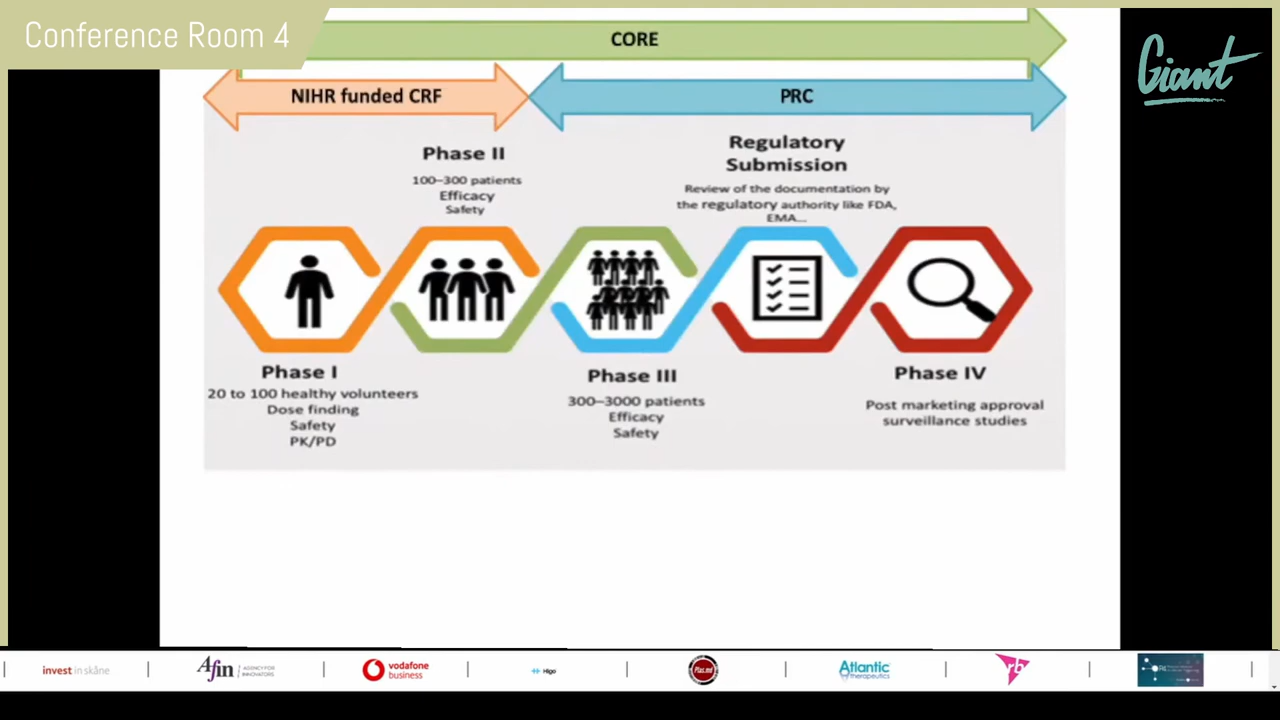 Conference Room 4
Giant
CORE
NIHR funded CRF
PRC
Phase II
100–300 patients
Efficacy
Safety
Regulatory
Submission
Review of the documentation by
the regulatory authority like FDA,
EMA...
Phase I
20 to 100 healthy volunteers
Dose finding
Safety
PK/PD
Phase III
300–3000 patients
Efficacy
Safety
Phase IV
Post marketing approval
surveillance studies
invest in skåne
Afin
AGENCY FOR
INNOVATORS
vodafone
business
Higo
Atlantic
therapeutics
rb